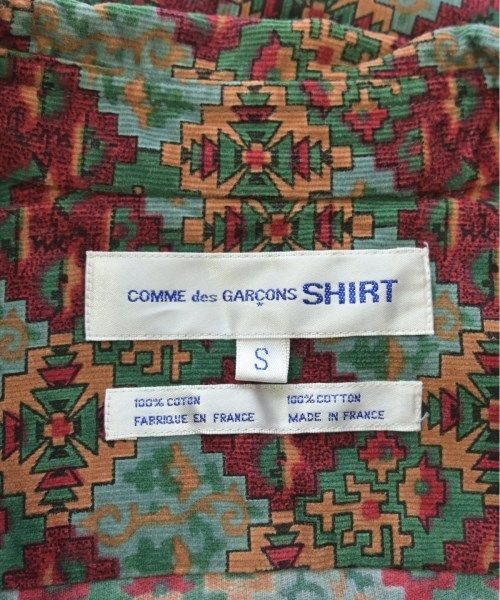 COMME des GARÇONS SHIRT
S
100% COTON 100% COTTON
FABRIQUE EN FRANCE MADE IN FRANCE